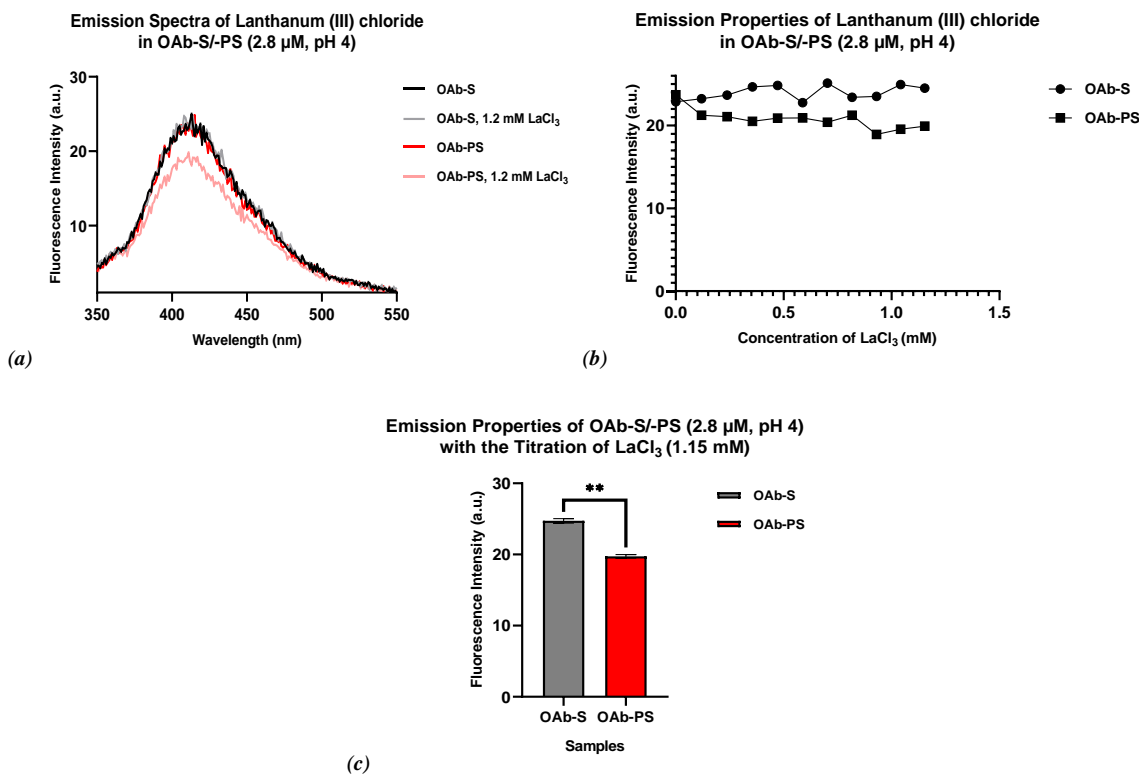 Emission Spectra of Lanthanum (III) chloride
in OAb-S/-PS (2.8 µM, pH 4)
Fluorescence Intensity (a.u.)
30
20
10
350
400
450
500
550
Wavelength (nm)
OAb-S
OAb-S, 1.2 mM LaCl₃
OAb-PS
OAb-PS, 1.2 mM LaCl₃
(a)
Emission Properties of Lanthanum (III) chloride
in OAb-S/-PS (2.8 µM, pH 4)
Fluorescence Intensity (a.u.)
20
10
0
0.0
0.5
1.0
1.5
Concentration of LaCl₃ (mM)
OAb-S
OAb-PS
(b)
Emission Properties of OAb-S/-PS (2.8 µM, pH 4)
with the Titration of LaCl₃ (1.15 mM)
Fluorescence Intensity (a.u.)
30
20
10
0
**
OAb-S
OAb-PS
Samples
OAb-S
OAb-PS
(c)